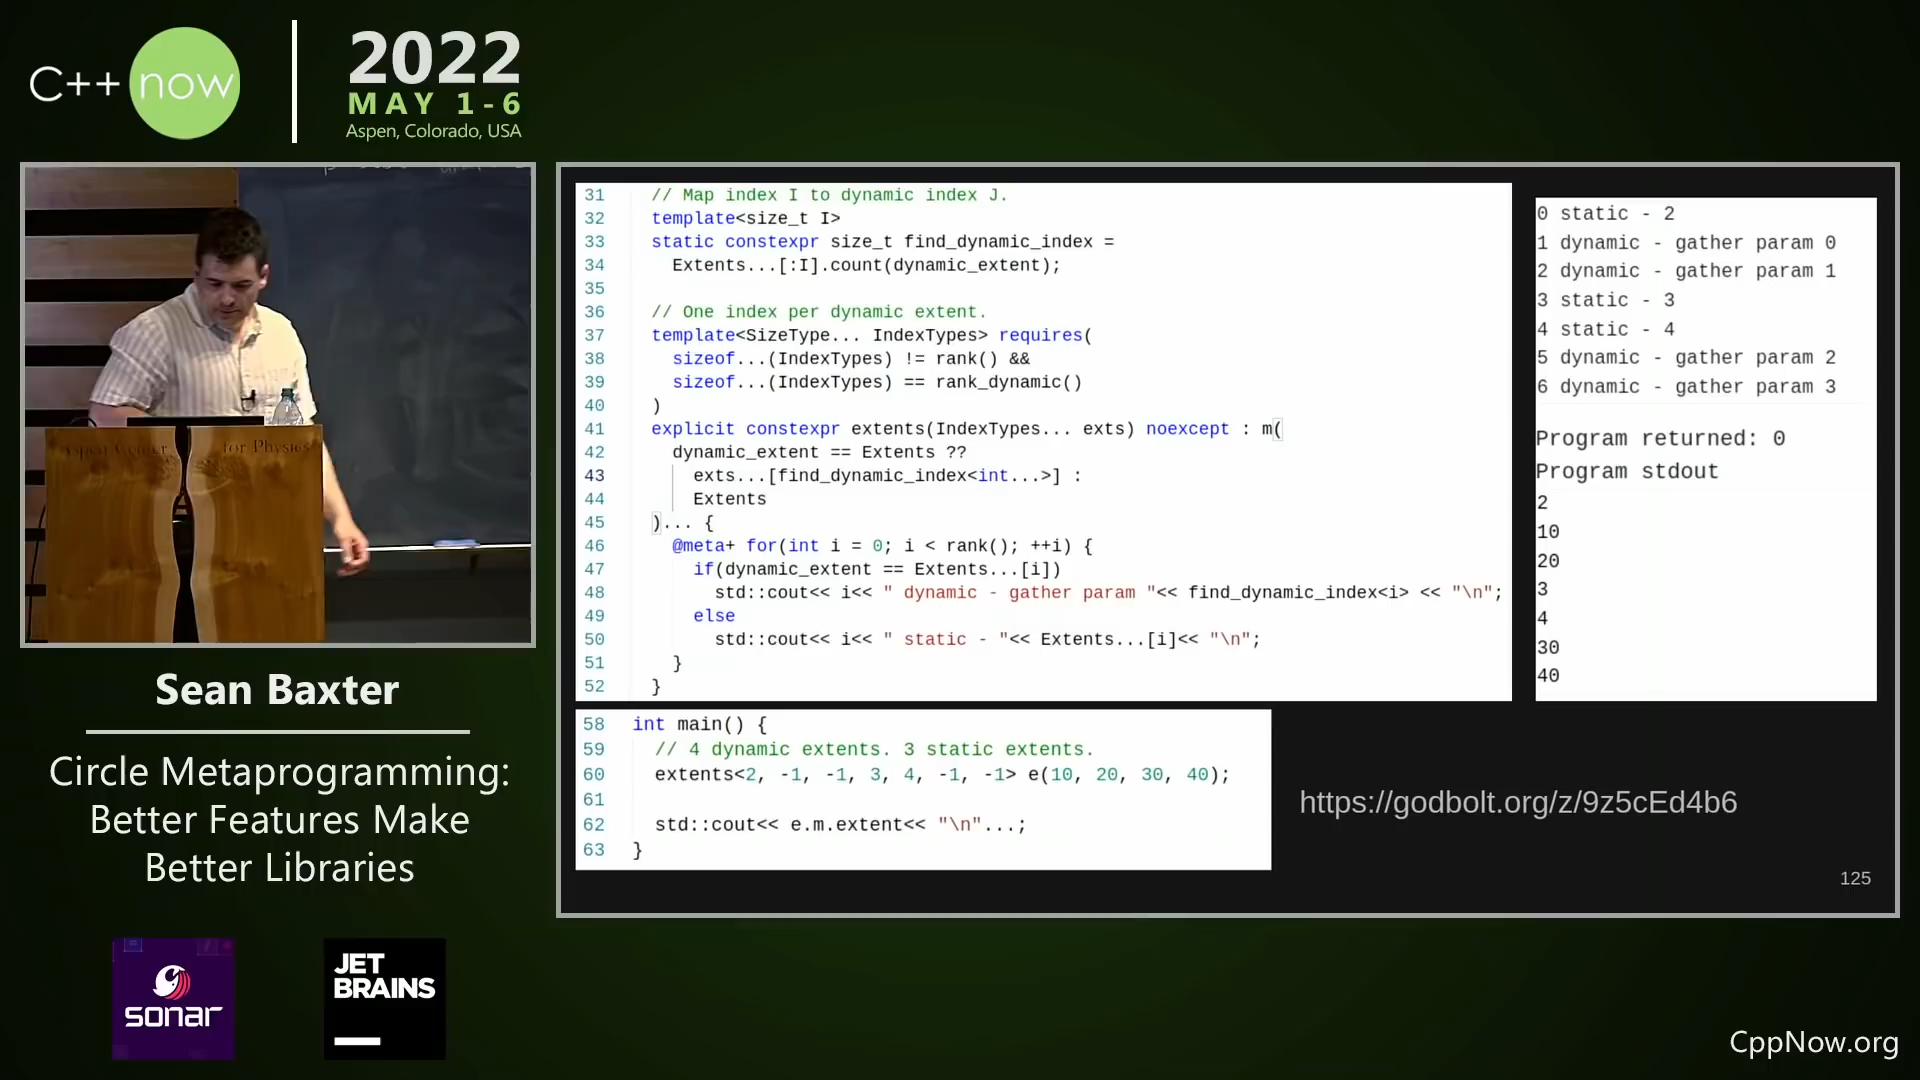 C++ now
2022
MAY 1-6
Aspen, Colorado, USA
for Physics
Sean Baxter
Circle Metaprogramming:
Better Features Make
Better Libraries
sonar
JET
BRAINS
31 // Map index I to dynamic index J.
32 template<size_t I>
33 static constexpr size_t find_dynamic_index =
34 Extents...[:I].count(dynamic_extent);
35
36 // One index per dynamic extent.
37 template<SizeType... IndexTypes> requires(
38 sizeof...(IndexTypes) != rank() &&
39 sizeof...(IndexTypes) == rank_dynamic()
40 )
41 explicit constexpr extents(IndexTypes... exts) noexcept : m(
42 dynamic_extent == Extents ??
43 exts...[find_dynamic_index<int...>] :
44 Extents
45 )... {
46 @meta+ for(int i = 0; i < rank(); ++i) {
47 if(dynamic_extent == Extents...[i])
48 std::cout<< i<< " dynamic - gather param "<< find_dynamic_index<i> << "\n";
49 else
50 std::cout<< i<< " static - "<< Extents...[i]<< "\n";
51 }
52 }
0 static - 2
1 dynamic - gather param 0
2 dynamic - gather param 1
3 static - 3
4 static - 4
5 dynamic - gather param 2
6 dynamic - gather param 3
Program returned: 0
Program stdout
2
10
20
3
4
30
40
58 int main() {
59 // 4 dynamic extents. 3 static extents.
60 extents<2, -1, -1, 3, 4, -1, -1> e(10, 20, 30, 40);
61
62 std::cout<< e.m.extent<< "\n"...;
63 }
https://godbolt.org/z/9z5cEd4b6
125
CppNow.org